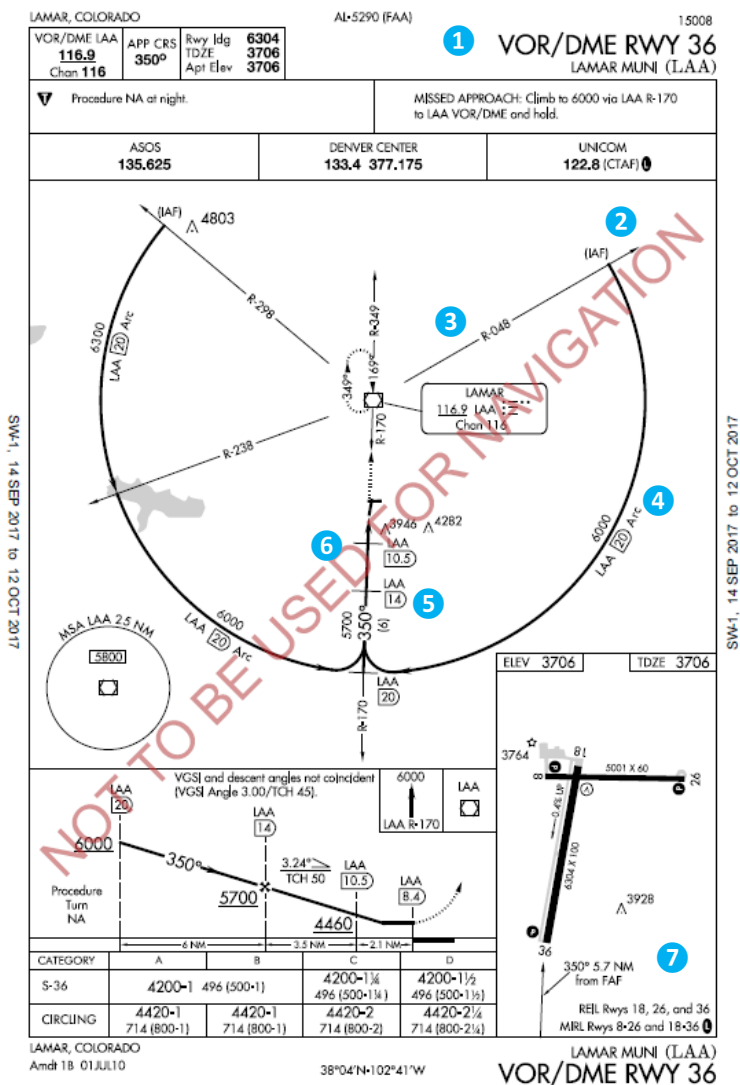 LAMAR, COLORADO
AL-5290 (FAA)
15008
VOR/DME LAA
116.9
Chan 116
APP CRS
350°
Rwy ldg 6304
TDZE 3706
Apt Elev 3706
1
VOR/DME RWY 36
LAMAR MUNI (LAA)
T Procedure NA at night.
MISSED APPROACH: Climb to 6000 via LAA R-170
to LAA VOR/DME and hold.
ASOS
135.625
DENVER CENTER
133.4 377.175
UNICOM
122.8 (CTAF) L
(IAF)
4803
2
(IAF)
R-298
R-349
3
R-048
6300
LAA 20 Arc
349°
169°
LAMAR
116.9 LAA
Chan 116
R-170
R-238
3946
4282
4
6000
LAA 20 Arc
6
LAA
10.5
LAA
14
5
5700
350°
(6)
6000
LAA 20 Arc
LAA
20
R-170
MSA LAA 25 NM
5800
NOT TO BE USED FOR NAVIGATION
SW-1, 14 SEP 2017 to 12 OCT 2017
SW-1, 14 SEP 2017 to 12 OCT 2017
ELEV 3706
TDZE 3706
3764
18
P
8
5001 X 60
26
P
V
0.4% UP
6304 X 100
3928
P
36
7
350° 5.7 NM
from FAF
REIL Rwys 18, 26, and 36
MIRL Rwys 8-26 and 18-36 L
VGSI and descent angles not coincident
(VGSI Angle 3.00/TCH 45).
6000
LAA R-170
LAA
LAA
20
LAA
14
6000
350°
3.24°
TCH 50
LAA
10.5
LAA
8.4
5700
4460
Procedure
Turn
NA
6 NM
3.5 NM
2.1 NM
CATEGORY A B C D
S-36 4200-1 496 (500-1) 4200-1¼ 496 (500-1¼) 4200-1½ 496 (500-1½)
CIRCLING 4420-1 714 (800-1) 4420-1 714 (800-1) 4420-2 714 (800-2) 4420-2¼ 714 (800-2¼)
LAMAR, COLORADO
Amdt 1B 01JUL10
38°04'N-102°41'W
LAMAR MUNI (LAA)
VOR/DME RWY 36